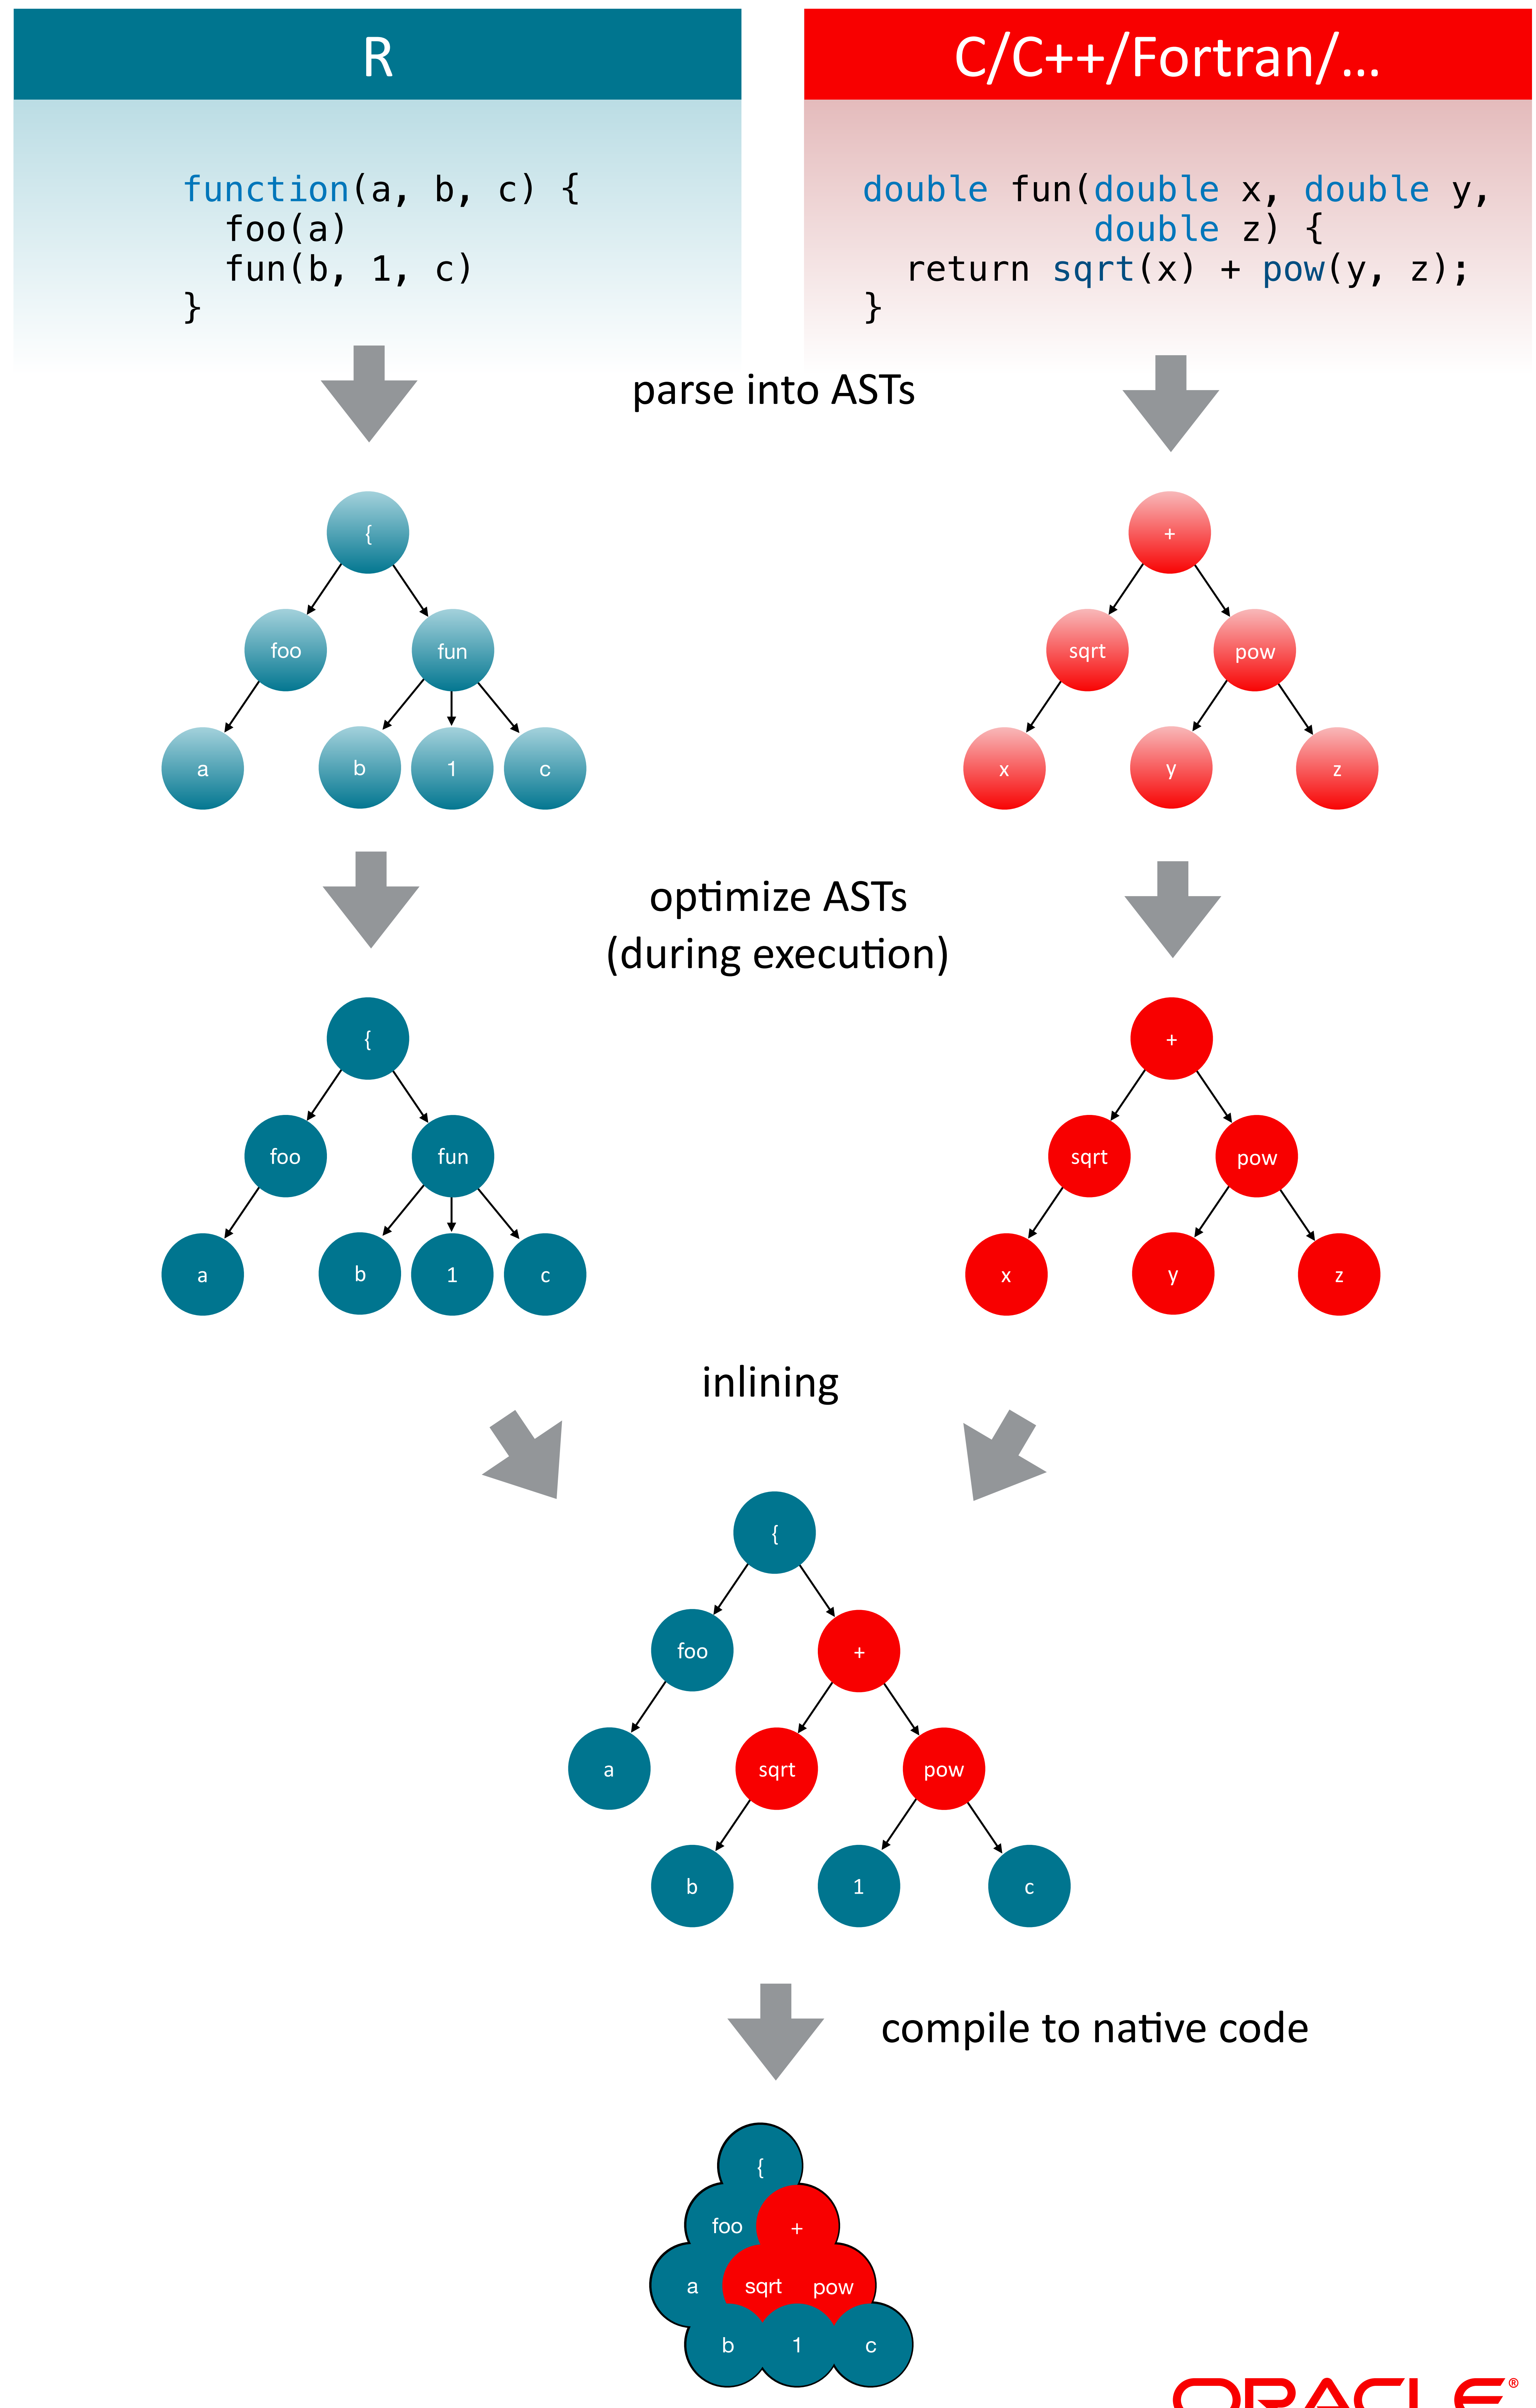 R
C/C++/Fortran/...
function(a, b, c) {
  foo(a)
  fun(b, 1, c)
}
double fun(double x, double y,
           double z) {
  return sqrt(x) + pow(y, z);
}
parse into ASTs
{
foo
fun
a
b
1
c
+
sqrt
pow
x
y
z
optimize ASTs
(during execution)
{
foo
fun
a
b
1
c
+
sqrt
pow
x
y
z
inlining
{
foo
+
a
sqrt
pow
b
1
c
compile to native code
{
foo
+
a
sqrt
pow
b
1
c
ORACLE®